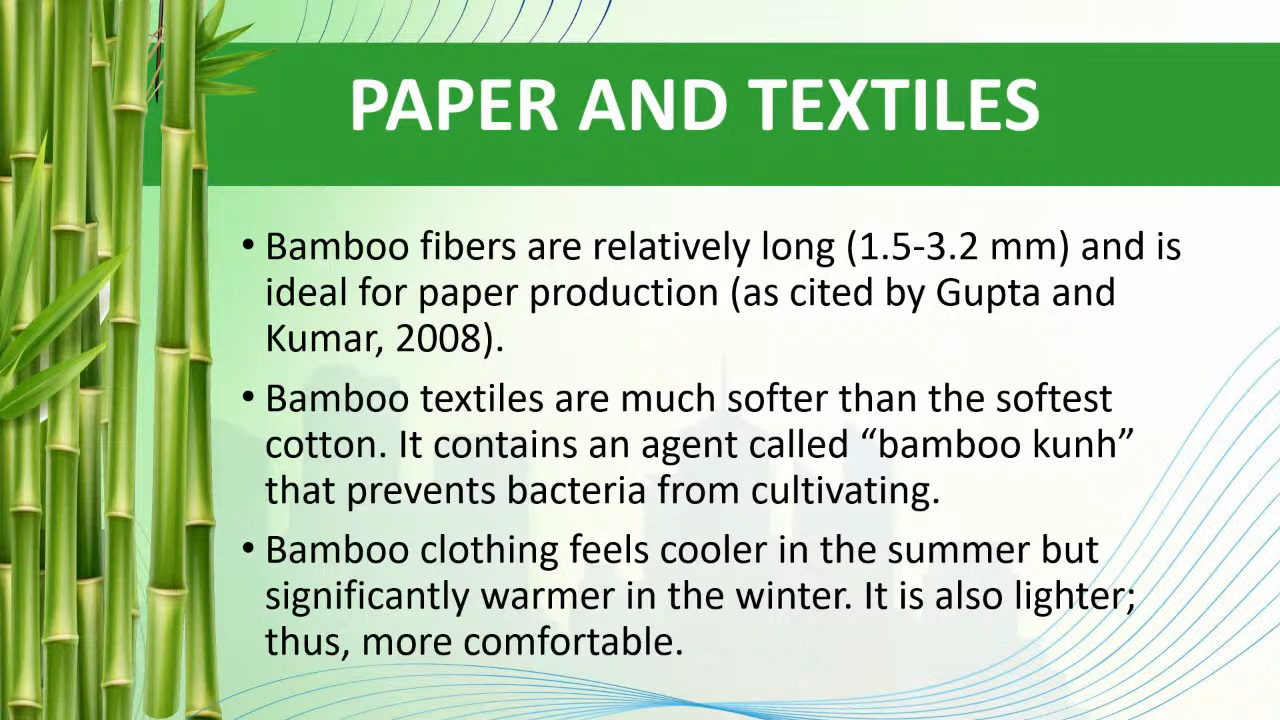 PAPER AND TEXTILES
• Bamboo fibers are relatively long (1.5-3.2 mm) and is
ideal for paper production (as cited by Gupta and
Kumar, 2008).
• Bamboo textiles are much softer than the softest
cotton. It contains an agent called “bamboo kunh”
that prevents bacteria from cultivating.
• Bamboo clothing feels cooler in the summer but
significantly warmer in the winter. It is also lighter;
thus, more comfortable.